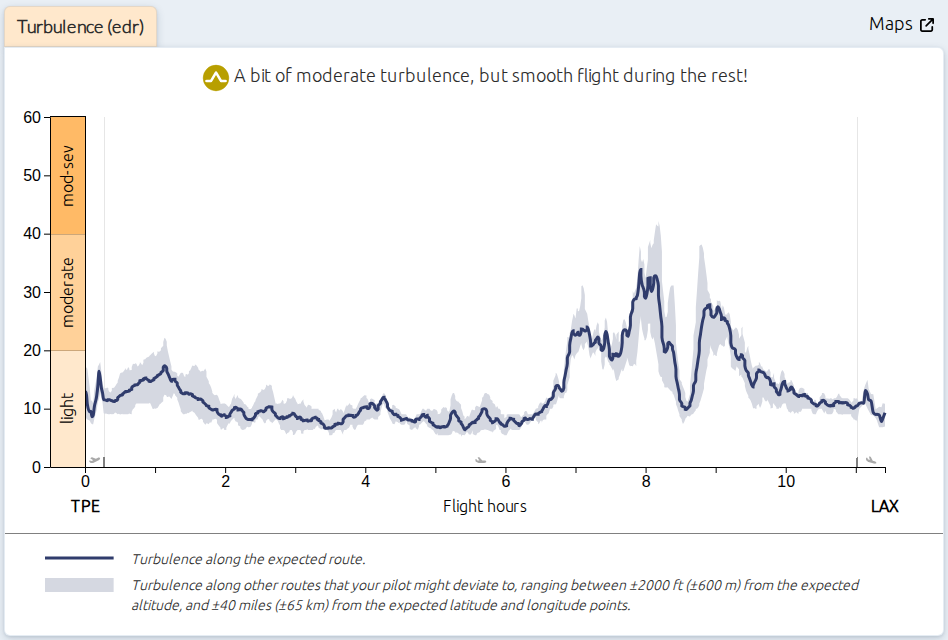 Turbulence (edr)
Maps
A bit of moderate turbulence, but smooth flight during the rest!
60
50
40
30
20
10
0
mod-sev
moderate
light
0
2
4
6
8
10
TPE
Flight hours
LAX
Turbulence along the expected route.
Turbulence along other routes that your pilot might deviate to, ranging between ±2000 ft (±600 m) from the expected
altitude, and ±40 miles (±65 km) from the expected latitude and longitude points.